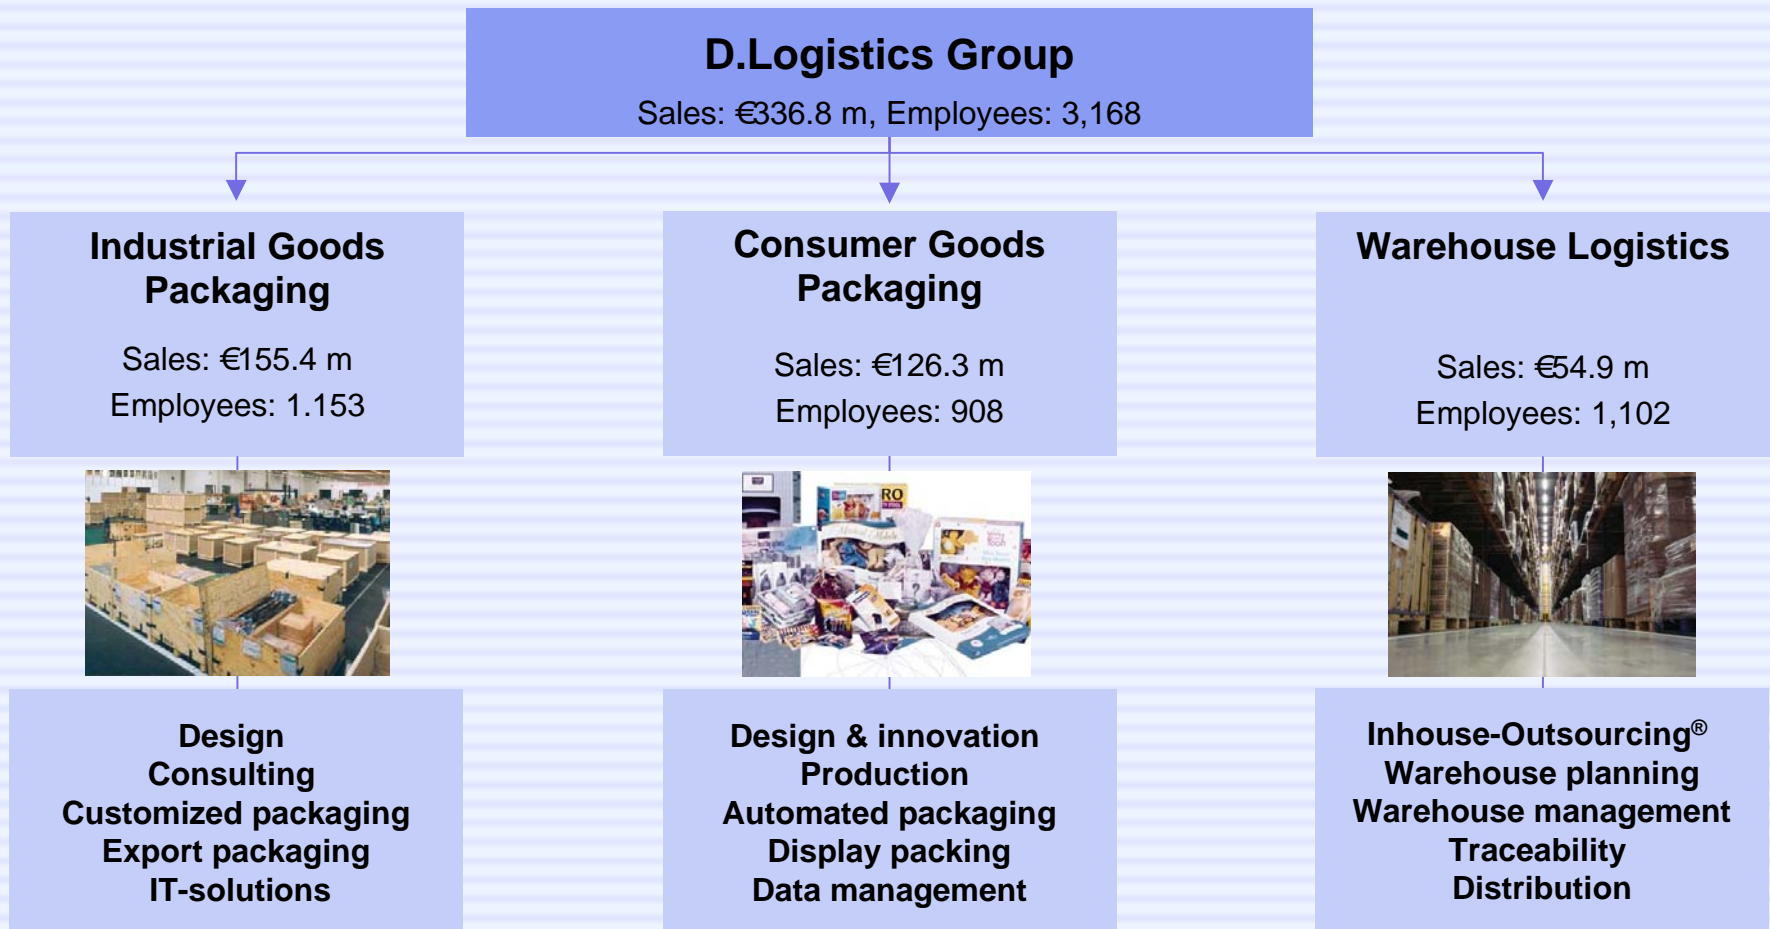 D.Logistics Group
Sales: €336.8 m, Employees: 3,168
Industrial Goods
Packaging
Sales: €155.4 m
Employees: 1.153
Consumer Goods
Packaging
Sales: €126.3 m
Employees: 908
Warehouse Logistics
Sales: €54.9 m
Employees: 1,102
RO
Design
Consulting
Customized packaging
Export packaging
IT-solutions
Design & innovation
Production
Automated packaging
Display packing
Data management
Inhouse-Outsourcing®
Warehouse planning
Warehouse management
Traceability
Distribution